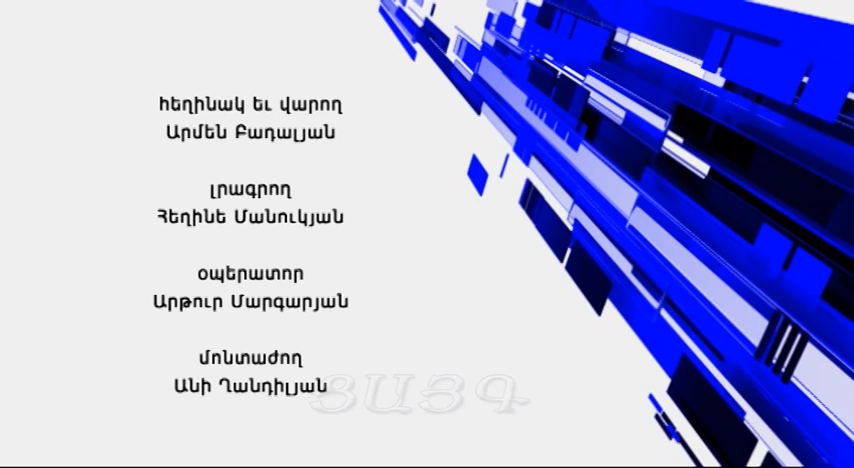 հեղինակ եւ վարող
Արմեն Բադալյան
լրագրող
Հեղինե Մանուկյան
օպերատոր
Արթուր Մարգարյան
մոնտաժող
Անի Ղանդիլյան
ՅԱՅԳ